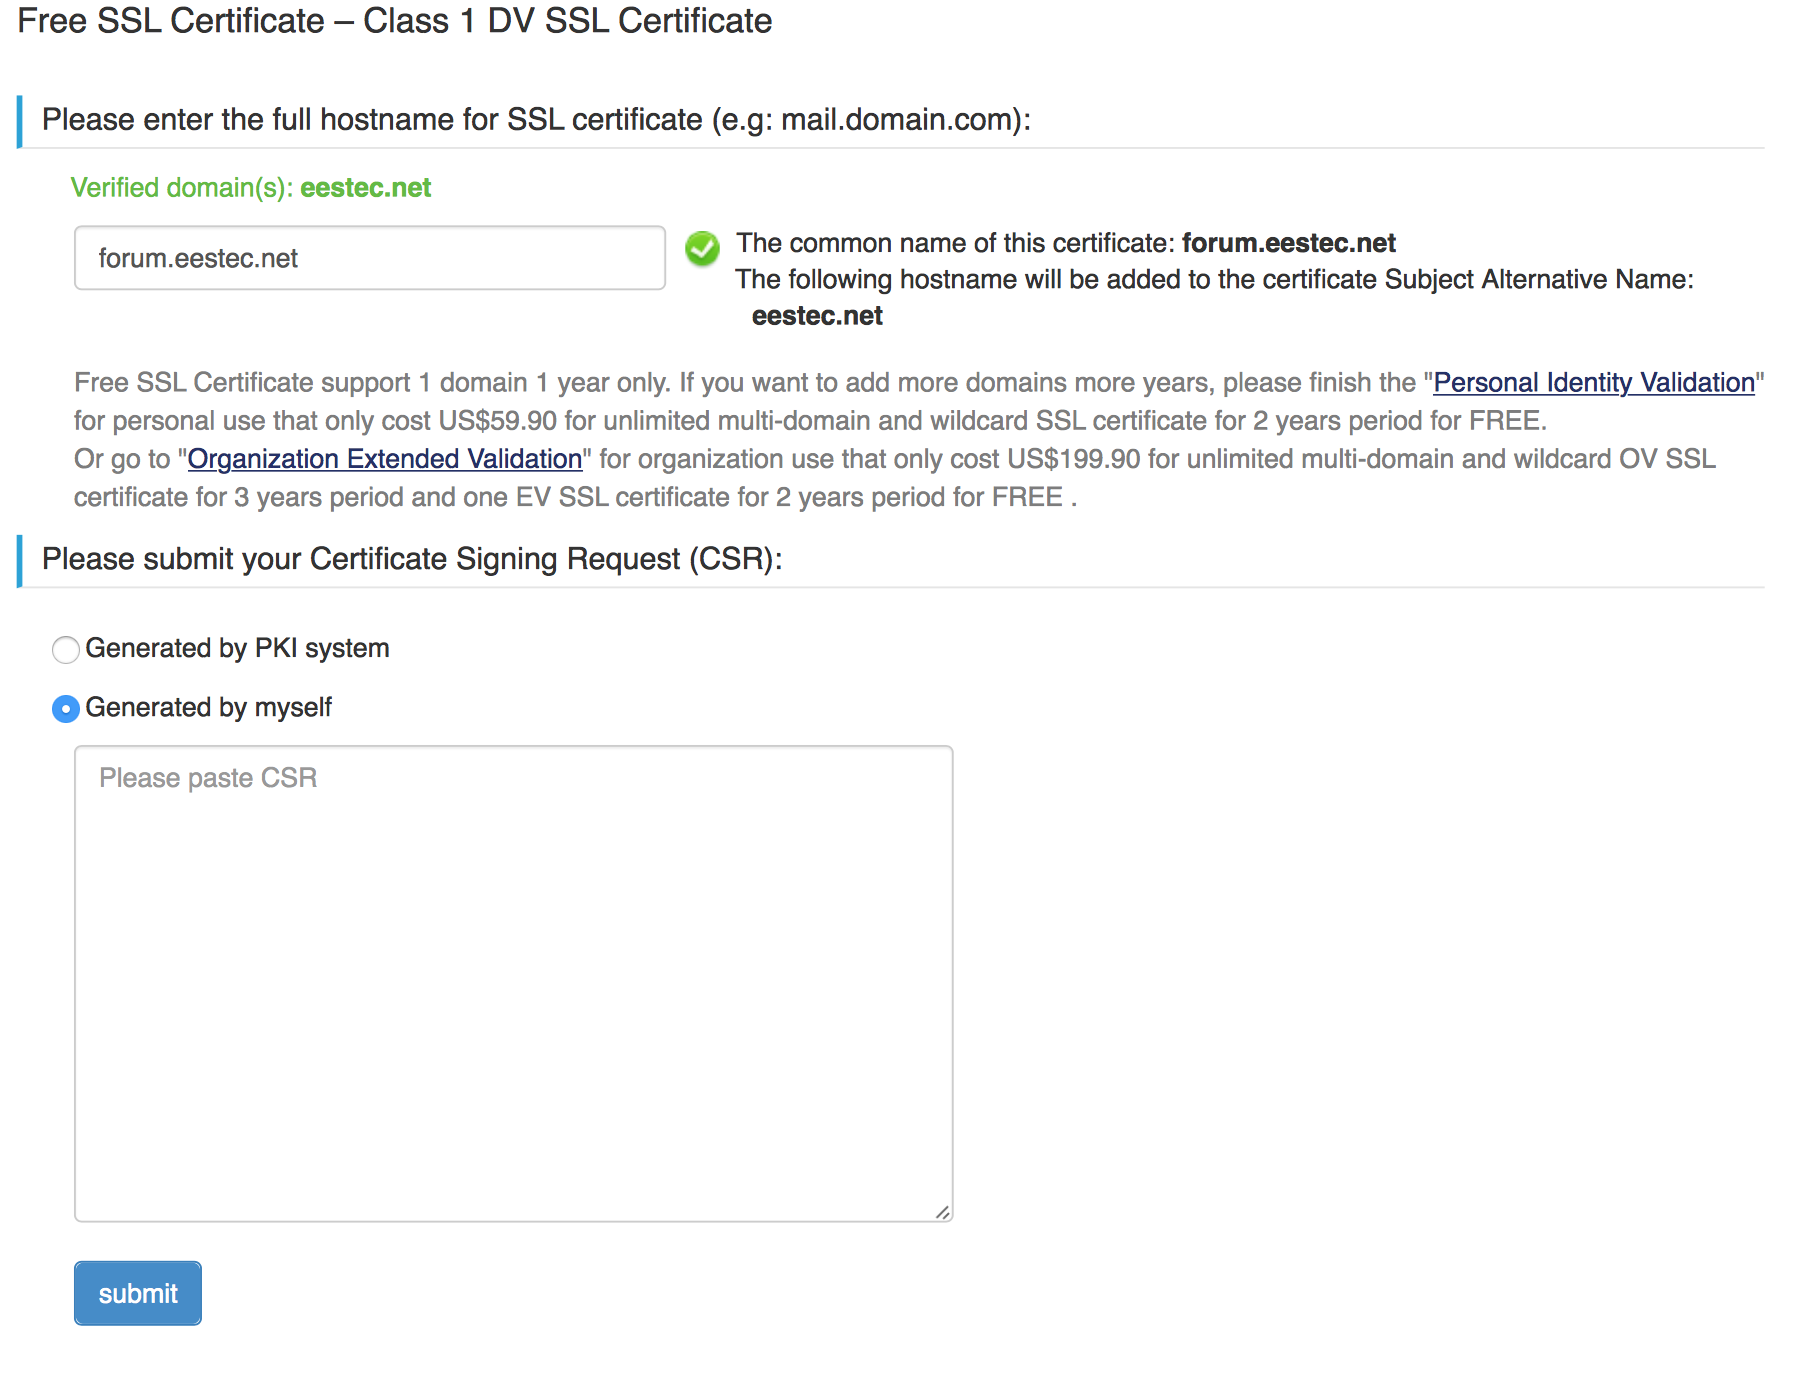 Free SSL Certificate – Class 1 DV SSL Certificate
Please enter the full hostname for SSL certificate (e.g: mail.domain.com):
Verified domain(s): eestec.net
forum.eestec.net
The common name of this certificate: forum.eestec.net
The following hostname will be added to the certificate Subject Alternative Name:
eestec.net
Free SSL Certificate support 1 domain 1 year only. If you want to add more domains more years, please finish the "Personal Identity Validation"
for personal use that only cost US$59.90 for unlimited multi-domain and wildcard SSL certificate for 2 years period for FREE.
Or go to "Organization Extended Validation" for organization use that only cost US$199.90 for unlimited multi-domain and wildcard OV SSL
certificate for 3 years period and one EV SSL certificate for 2 years period for FREE .
Please submit your Certificate Signing Request (CSR):
Generated by PKI system
Generated by myself
Please paste CSR
submit